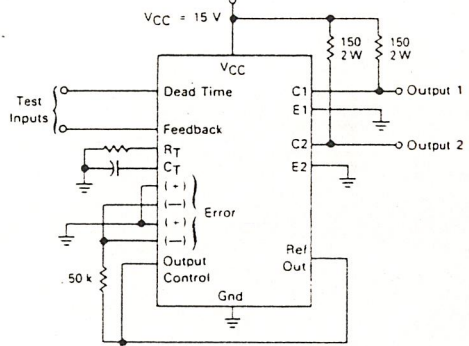 VCC = 15 V
150
2 W
150
2 W
VCC
Test
Inputs
Dead Time
Feedback
RT
CT
(+)
(—)
(+)
(—)
Error
Output
Control
50 k
Gnd
C1
E1
C2
E2
Ref
Out
Output 1
Output 2